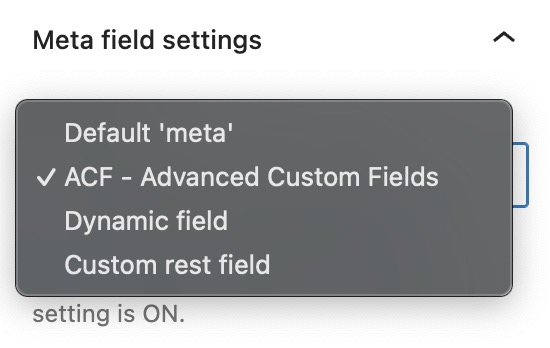 Meta field settings
Default 'meta'
✓ ACF - Advanced Custom Fields
Dynamic field
Custom rest field
setting is ON.